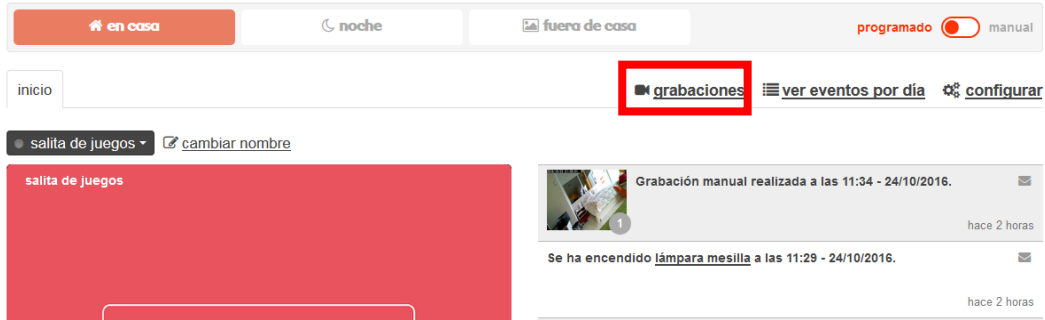 en casa
noche
fuera de casa
programado
manual
inicio
grabaciones
ver eventos por día
configurar
salita de juegos
cambiar nombre
salita de juegos
Grabación manual realizada a las 11:34 - 24/10/2016.
1
hace 2 horas
Se ha encendido lámpara mesilla a las 11:29 - 24/10/2016.
hace 2 horas